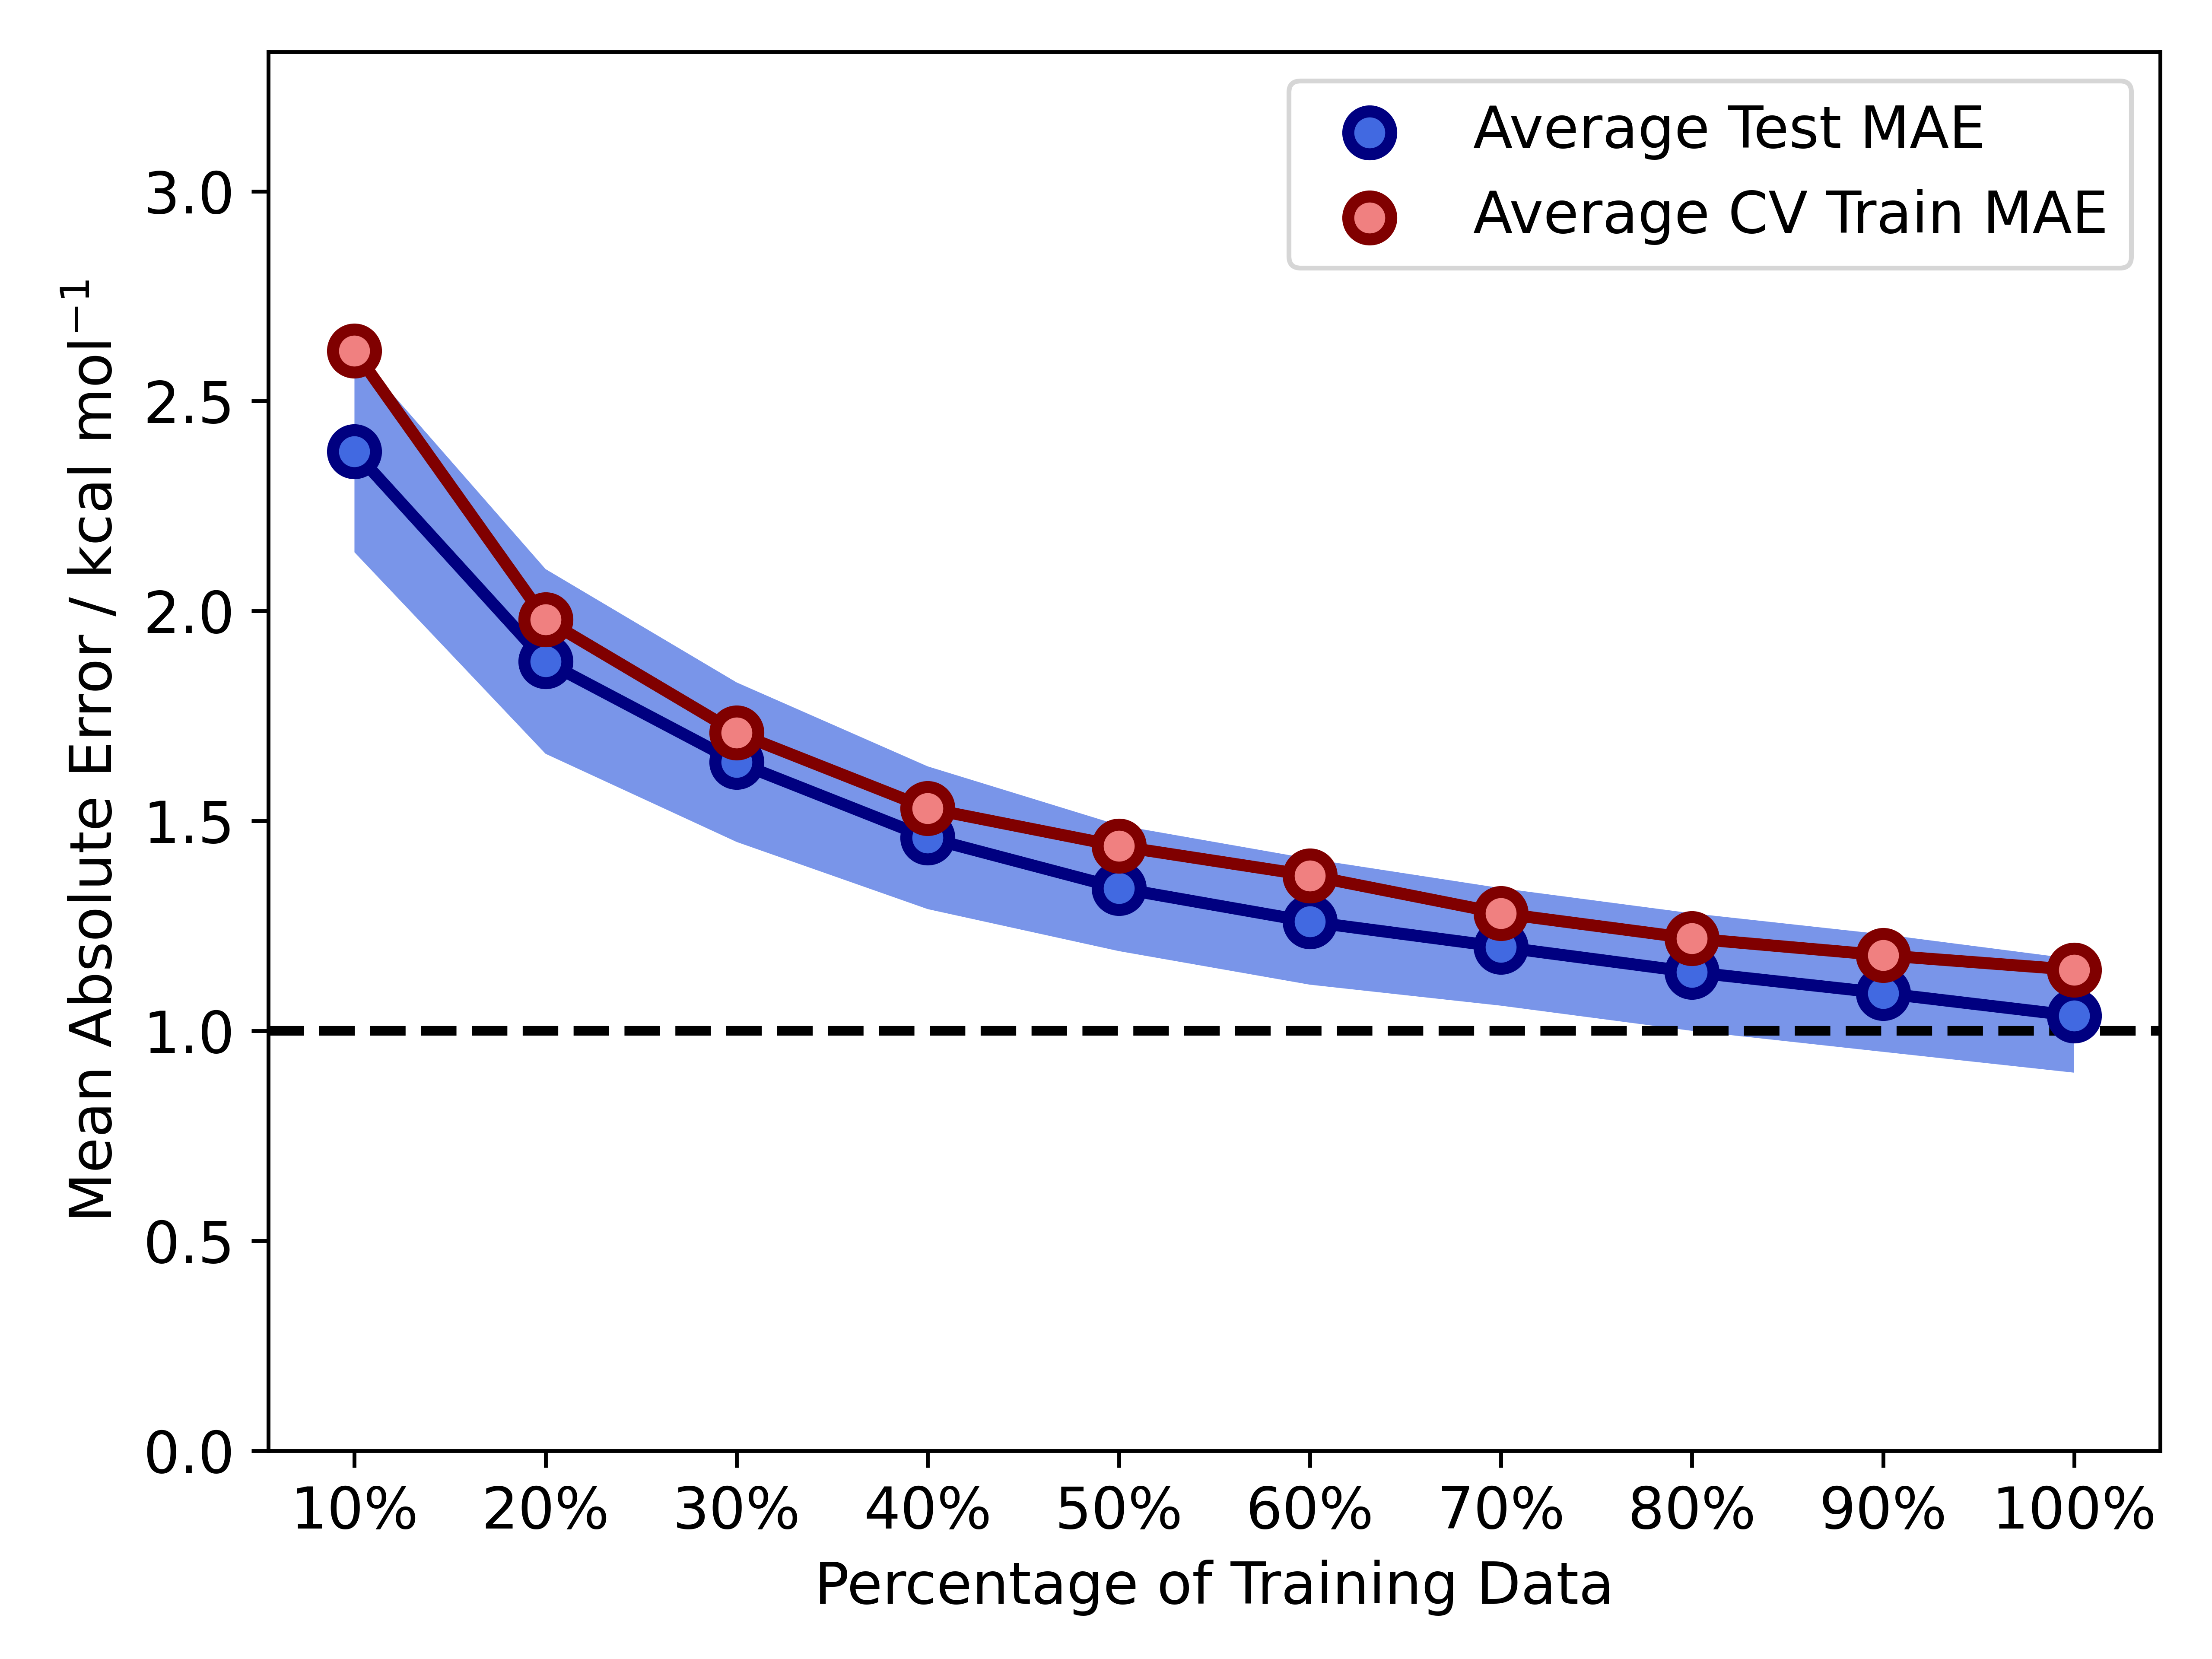 Average Test MAE
Average CV Train MAE
Mean Absolute Error / kcal mol⁻¹
3.0
2.5
2.0
1.5
1.0
0.5
0.0
10% 20% 30% 40% 50% 60% 70% 80% 90% 100%
Percentage of Training Data